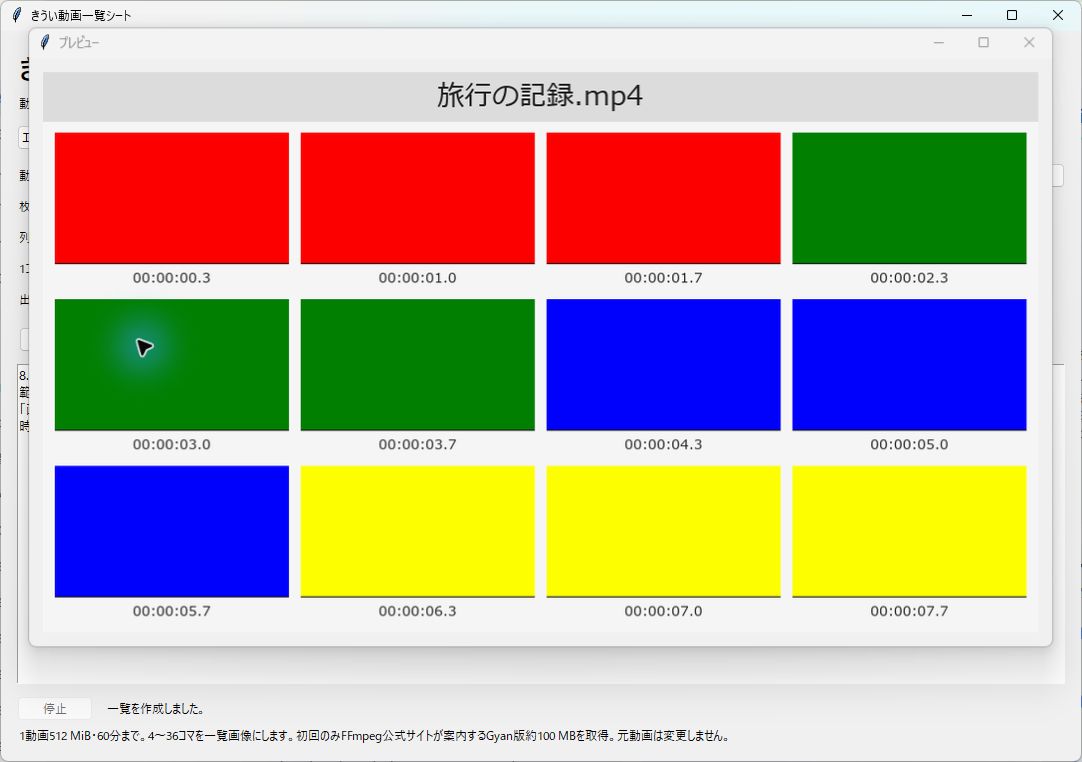 きうい動画一覧シート
プレビュー
旅行の記録.mp4
00:00:00.3 00:00:01.0 00:00:01.7 00:00:02.3
00:00:03.0 00:00:03.7 00:00:04.3 00:00:05.0
00:00:05.7 00:00:06.3 00:00:07.0 00:00:07.7
停止 一覧を作成しました。
1動画512 MiB・60分まで。4～36コマを一覧画像にします。初回のみFFmpeg公式サイトが案内するGyan版約100 MBを取得。元動画は変更しません。